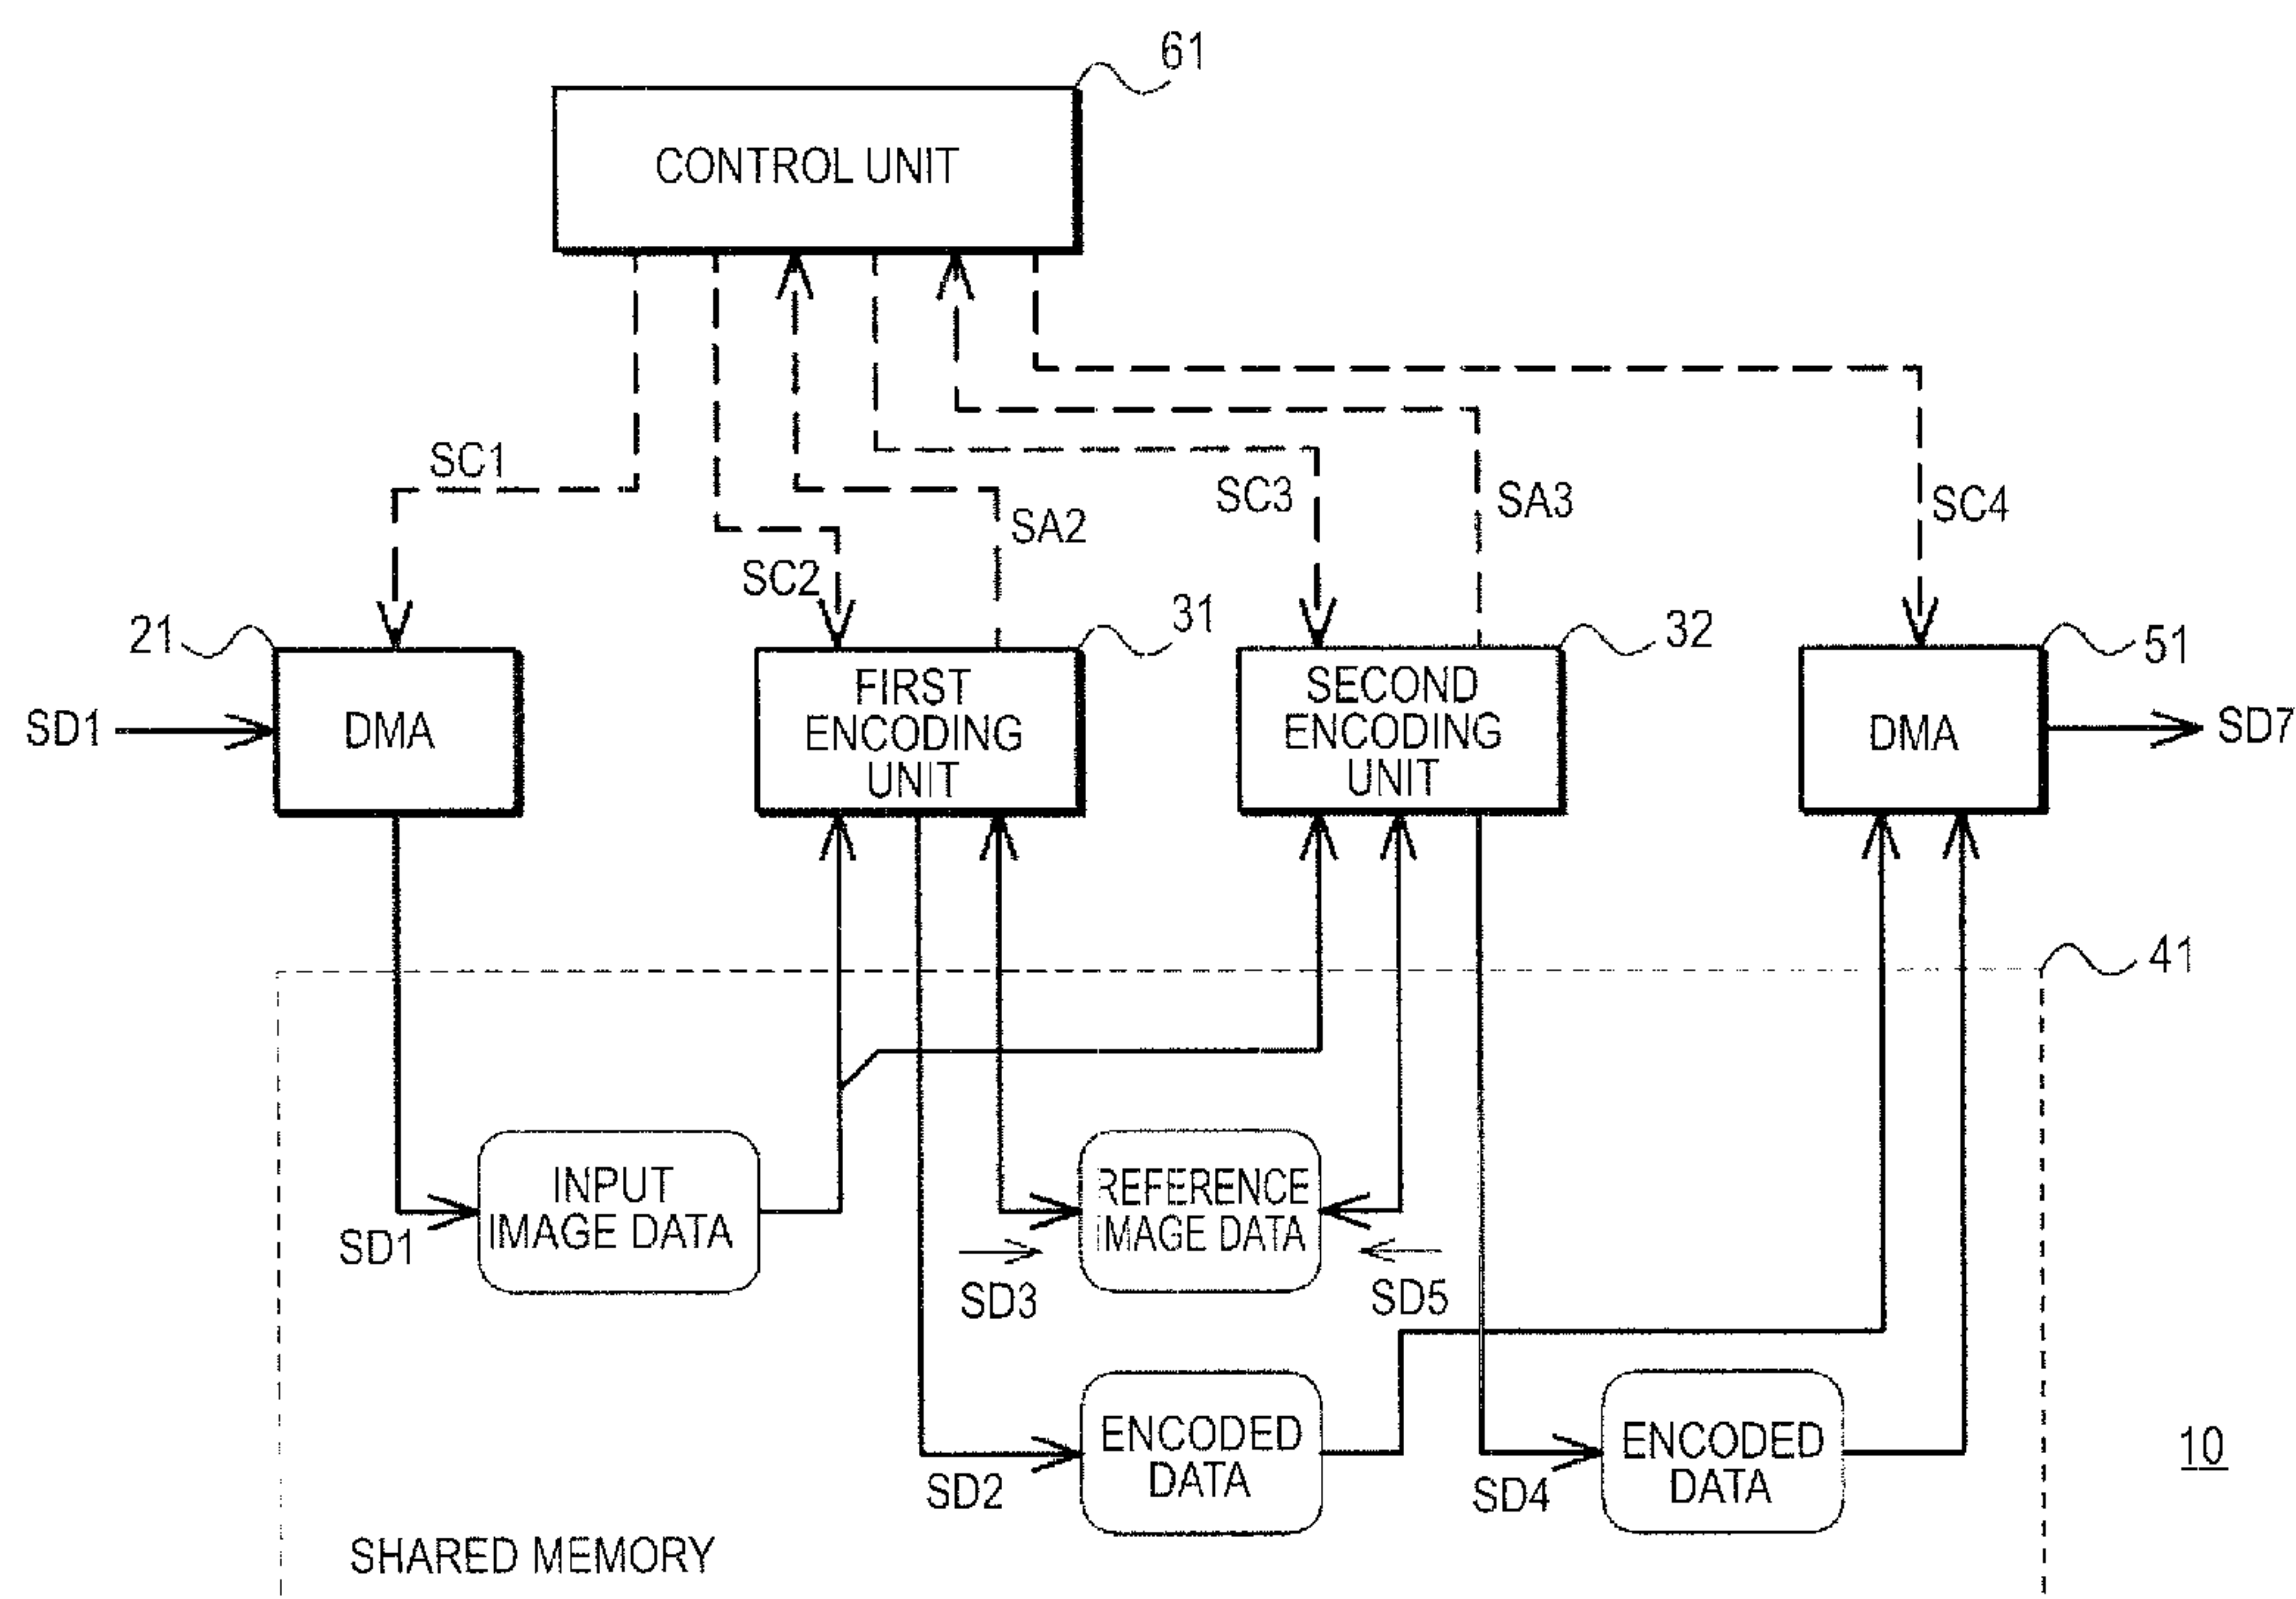 61
CONTROL UNIT
SC1
SC2
SA2
SC3
SA3
SC4
21
31
32
51
SD1
DMA
FIRST
ENCODING
UNIT
SECOND
ENCODING
UNIT
DMA
SD7
41
INPUT
IMAGE DATA
SD1
REFERENCE
IMAGE DATA
SD3
SD5
ENCODED
DATA
SD2
ENCODED
DATA
SD4
10
SHARED MEMORY